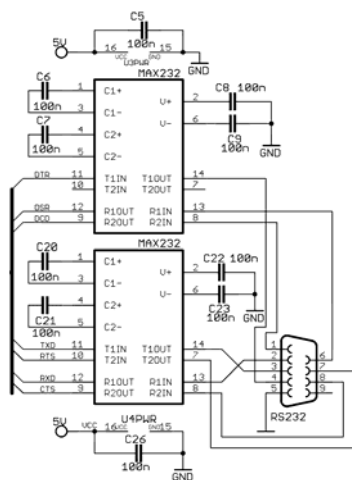 C5
5V
100n
16 VCC GND 15
U3PWR
GND
MAX232
C6
100n
1 C1+
3 C1-
C7
100n
4 C2+
5 C2-
V+ 2
V- 6
C8 100n
C9
100n
GND
DTR 11 T1IN T1OUT 14
10 T2IN T2OUT 7
DSR 12 R1OUT R1IN 13
DCD 9 R2OUT R2IN 8
MAX232
C20
100n
1 C1+
3 C1-
C21
100n
4 C2+
5 C2-
V+ 2
V- 6
C22 100n
C23
100n
GND
TXD 11 T1IN T1OUT 14
RTS 10 T2IN T2OUT 7
RXD 12 R1OUT R1IN 13
CTS 9 R2OUT R2IN 8
1
2
3
4
5
6
7
8
9
RS232
U4PWR
5V VCC 16 VCC GND 15
C26
100n
GND